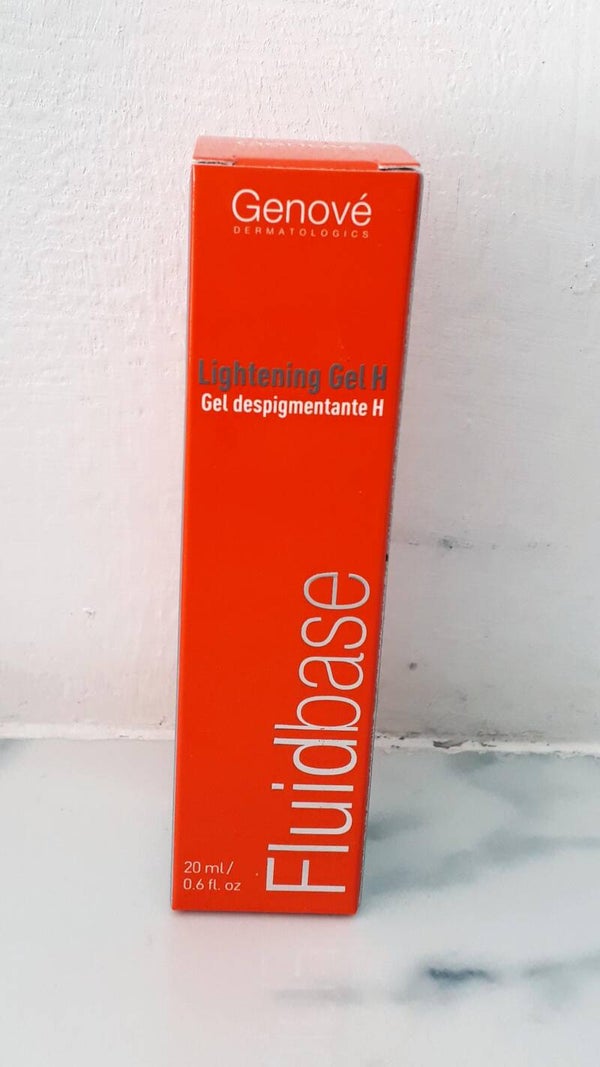 Genové
DERMATOLOGICS
Lightening Gel H
Gel despigmentante H
Fluidbase
20 ml/
0.6 fl. oz